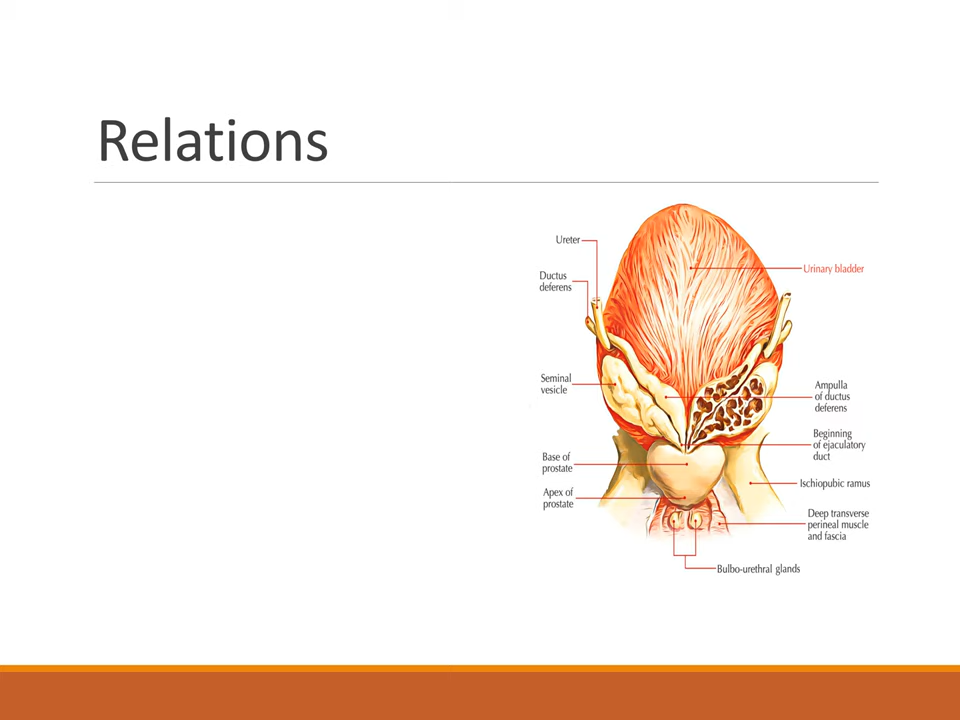 Relations
Ureter
Urinary bladder
Ductus
deferens
Seminal
vesicle
Ampulla
of ductus
deferens
Beginning
of ejaculatory
duct
Base of
prostate
Ischiopubic ramus
Apex of
prostate
Deep transverse
perineal muscle
and fascia
Bulbo-urethral glands